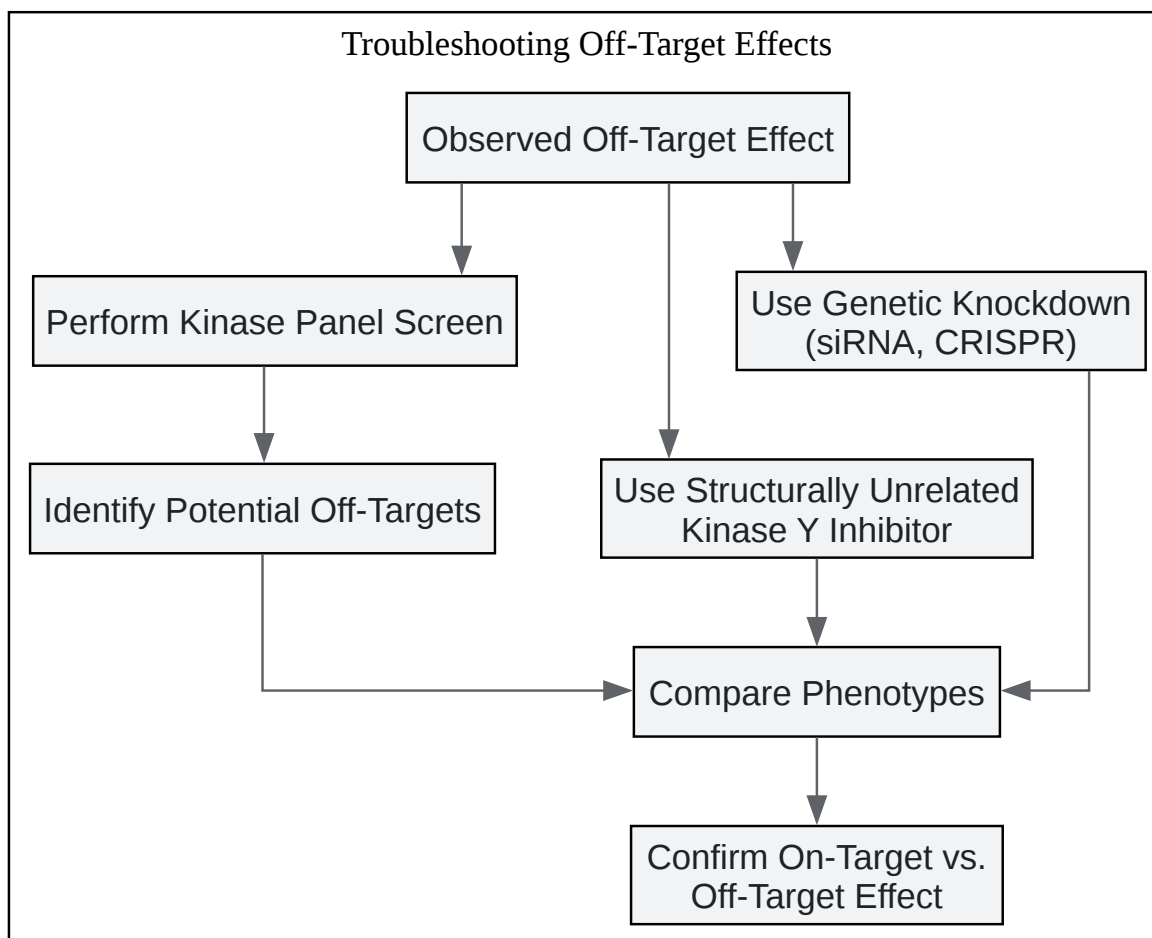 Troubleshooting Off-Target Effects
Observed Off-Target Effect
Perform Kinase Panel Screen
Use Genetic Knockdown
(siRNA, CRISPR)
Identify Potential Off-Targets
Use Structurally Unrelated
Kinase Y Inhibitor
Compare Phenotypes
Confirm On-Target vs.
Off-Target Effect